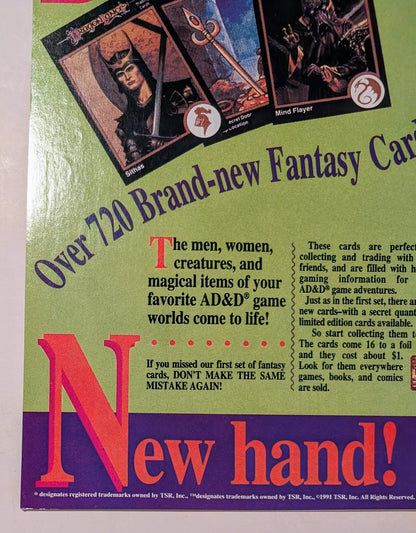 Cards
Sithas
Secret Door
Location
Mind Flayer
Over 720 Brand-new Fantasy Car
The men, women,
creatures, and
magical items of your
favorite AD&D® game
worlds come to life!
If you missed our first set of fantasy
cards, DON'T MAKE THE SAME
MISTAKE AGAIN!
These cards are perfec
collecting and trading with
friends, and are filled with h
gaming information for
AD&D® game adventures.
Just as in the first set, there ar
new cards–with a secret quant
limited edition cards available.
So start collecting them to
The cards come 16 to a foil
and they cost about $1.
Look for them everywhere
games, books, and comics
are sold.
New hand!
® designates registered trademarks owned by TSR, Inc., ™designates trademarks owned by TSR, Inc., ©1991 TSR, Inc. All Rights Reserved.